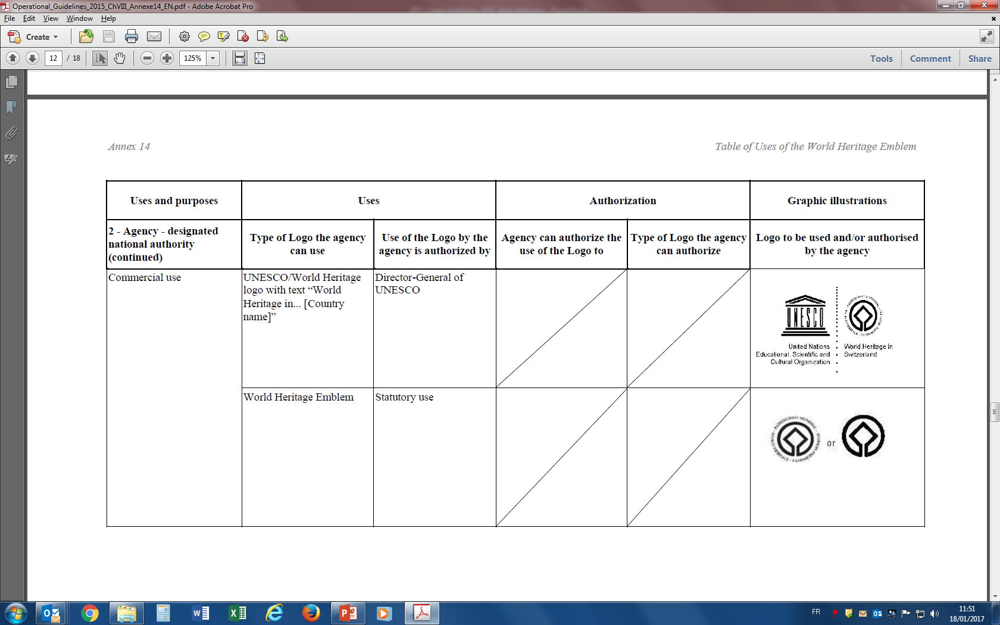 Operational_Guidelines_2015_ChVIII_Annexe14_EN.pdf - Adobe Acrobat Pro
File Edit View Window Help
Create
12 / 18 125% Tools Comment Share
Annex 14 Table of Uses of the World Heritage Emblem
Uses and purposes Uses Authorization Graphic illustrations
2 - Agency - designated
national authority
(continued)
Type of Logo the agency
can use
Use of the Logo by the
agency is authorized by
Agency can authorize the
use of the Logo to
Type of Logo the agency
can authorize
Logo to be used and/or authorised
by the agency
Commercial use
UNESCO/World Heritage
logo with text “World
Heritage in... [Country
name]”
Director-General of
UNESCO
UNESCO
United Nations
Educational, Scientific and
Cultural Organization
World Heritage in
Switzerland
World Heritage Emblem
Statutory use
PATRIMONIO MUNDIAL
WORLD HERITAGE • PATRIMOINE MONDIAL
or
FR
11:51
18/01/2017